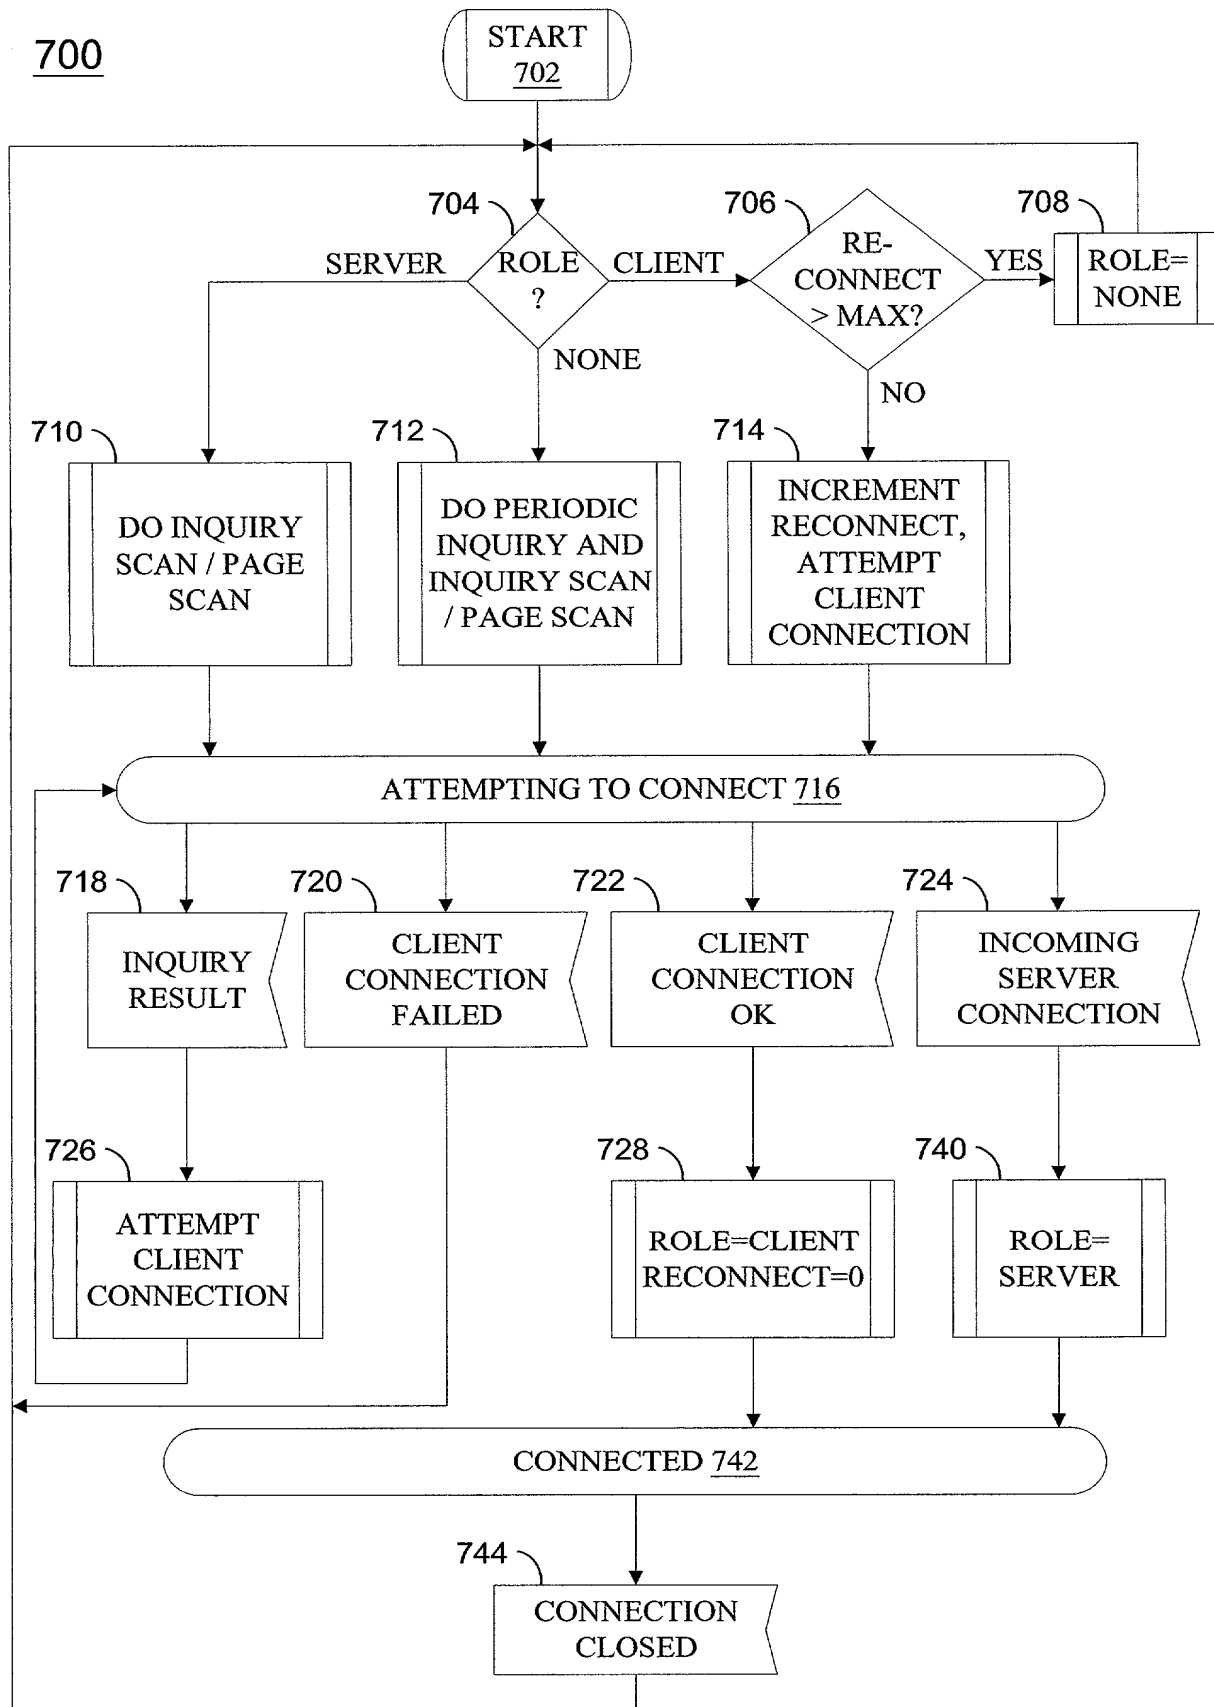 700
START
702
704
706
708
SERVER
ROLE
?
CLIENT
RE-
CONNECT
> MAX?
YES
ROLE=
NONE
NONE
NO
710
712
714
DO INQUIRY
SCAN / PAGE
SCAN
DO PERIODIC
INQUIRY AND
INQUIRY SCAN
/ PAGE SCAN
INCREMENT
RECONNECT,
ATTEMPT
CLIENT
CONNECTION
ATTEMPTING TO CONNECT 716
718
720
722
724
INQUIRY
RESULT
CLIENT
CONNECTION
FAILED
CLIENT
CONNECTION
OK
INCOMING
SERVER
CONNECTION
726
728
740
ATTEMPT
CLIENT
CONNECTION
ROLE=CLIENT
RECONNECT=0
ROLE=
SERVER
CONNECTED 742
744
CONNECTION
CLOSED